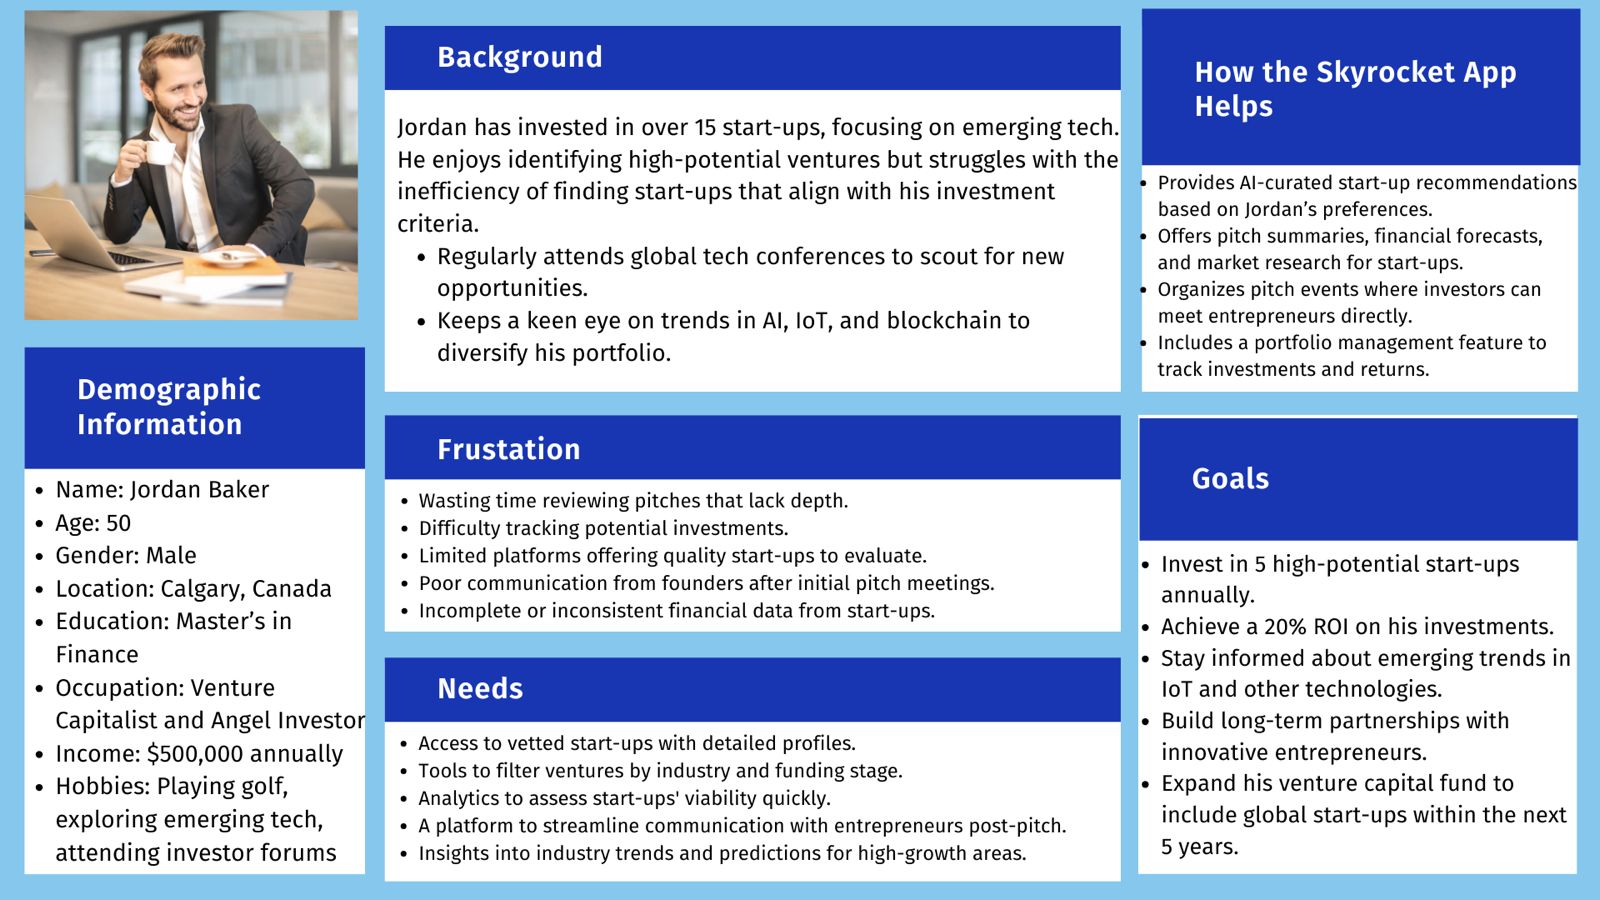 Background
Jordan has invested in over 15 start-ups, focusing on emerging tech.
He enjoys identifying high-potential ventures but struggles with the
inefficiency of finding start-ups that align with his investment
criteria.
• Regularly attends global tech conferences to scout for new
opportunities.
• Keeps a keen eye on trends in AI, IoT, and blockchain to
diversify his portfolio.
How the Skyrocket App
Helps
• Provides AI-curated start-up recommendations
based on Jordan’s preferences.
• Offers pitch summaries, financial forecasts,
and market research for start-ups.
• Organizes pitch events where investors can
meet entrepreneurs directly.
• Includes a portfolio management feature to
track investments and returns.
Demographic
Information
• Name: Jordan Baker
• Age: 50
• Gender: Male
• Location: Calgary, Canada
• Education: Master’s in
Finance
• Occupation: Venture
Capitalist and Angel Investor
• Income: $500,000 annually
• Hobbies: Playing golf,
exploring emerging tech,
attending investor forums
Frustation
• Wasting time reviewing pitches that lack depth.
• Difficulty tracking potential investments.
• Limited platforms offering quality start-ups to evaluate.
• Poor communication from founders after initial pitch meetings.
• Incomplete or inconsistent financial data from start-ups.
Needs
• Access to vetted start-ups with detailed profiles.
• Tools to filter ventures by industry and funding stage.
• Analytics to assess start-ups' viability quickly.
• A platform to streamline communication with entrepreneurs post-pitch.
• Insights into industry trends and predictions for high-growth areas.
Goals
• Invest in 5 high-potential start-ups
annually.
• Achieve a 20% ROI on his investments.
• Stay informed about emerging trends in
IoT and other technologies.
• Build long-term partnerships with
innovative entrepreneurs.
• Expand his venture capital fund to
include global start-ups within the next
5 years.